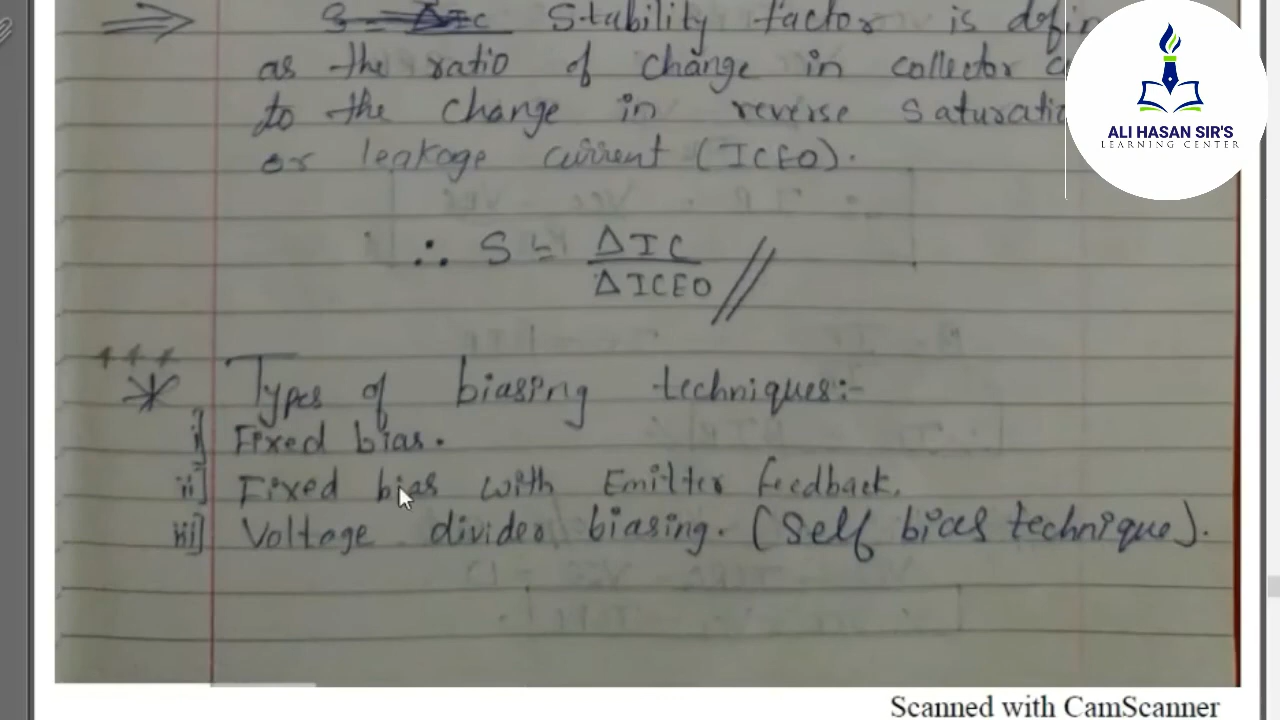 ⇒ Stability factor is defin
as the ratio of change in collector c
to the change in reverse saturatio
or leakage current (ICEO).
∴ S = ΔIC / ΔICEO //
* Types of biasing techniques:-
i] Fixed bias.
ii] Fixed bias with Emitter feedback.
iii] Voltage divider biasing. (Self bias technique).
ALI HASAN SIR'S
LEARNING CENTER
Scanned with CamScanner